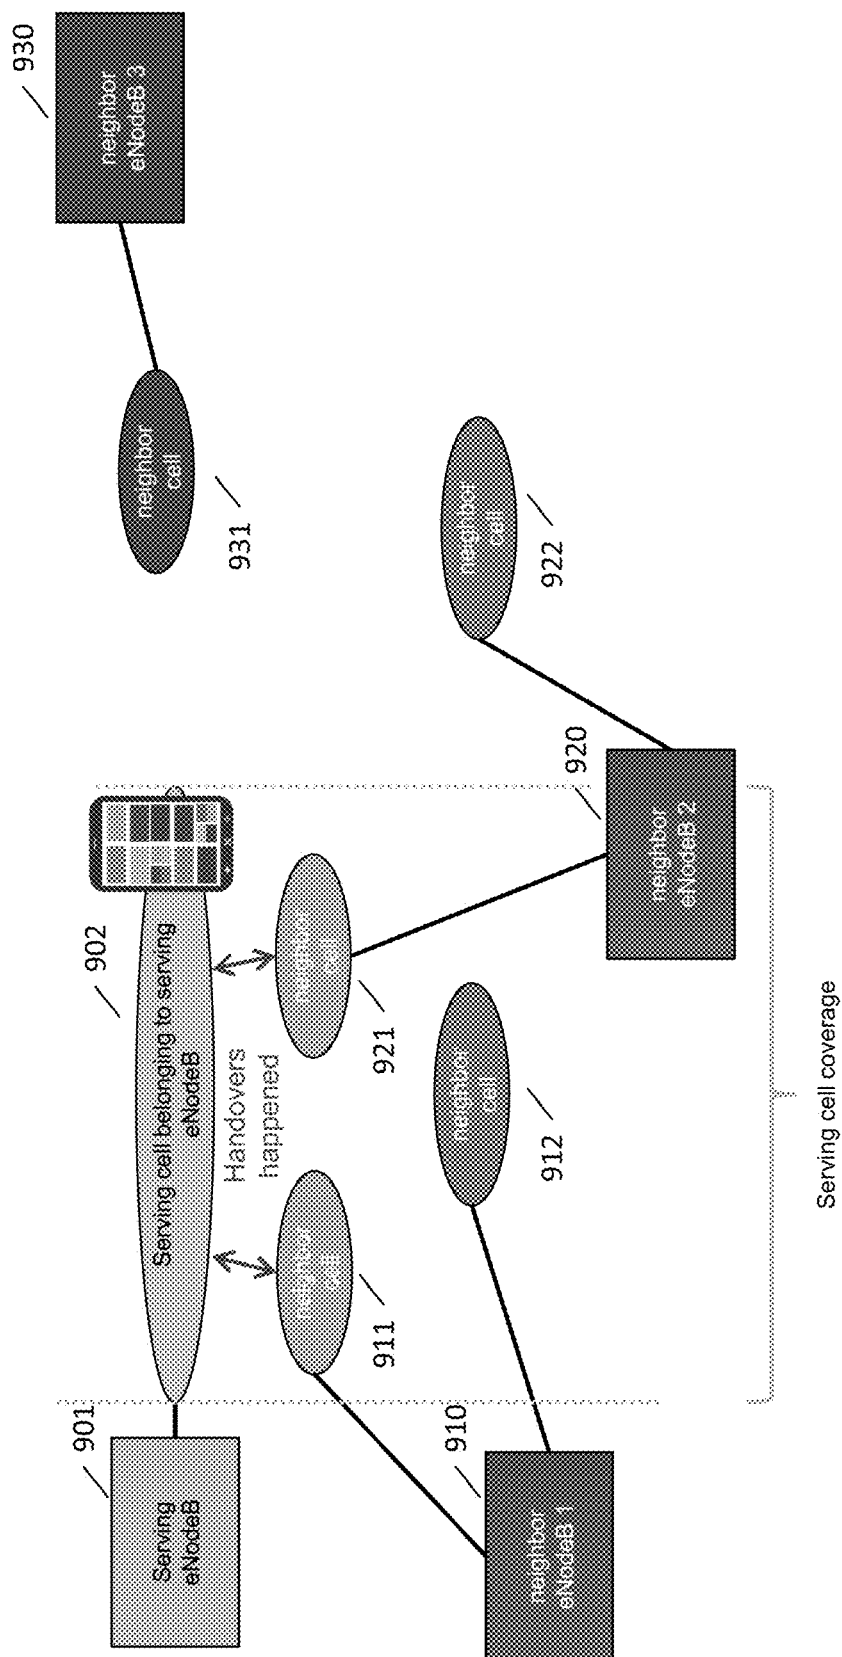 901
Serving
eNodeB
902
Serving cell belonging to serving
eNodeB
Handovers
happened
neighbor
cell
911
neighbor
cell
921
neighbor
cell
931
neighbor
eNodeB 3
930
910
neighbor
eNodeB 1
neighbor
cell
912
920
neighbor
eNodeB 2
neighbor
cell
922
Serving cell coverage